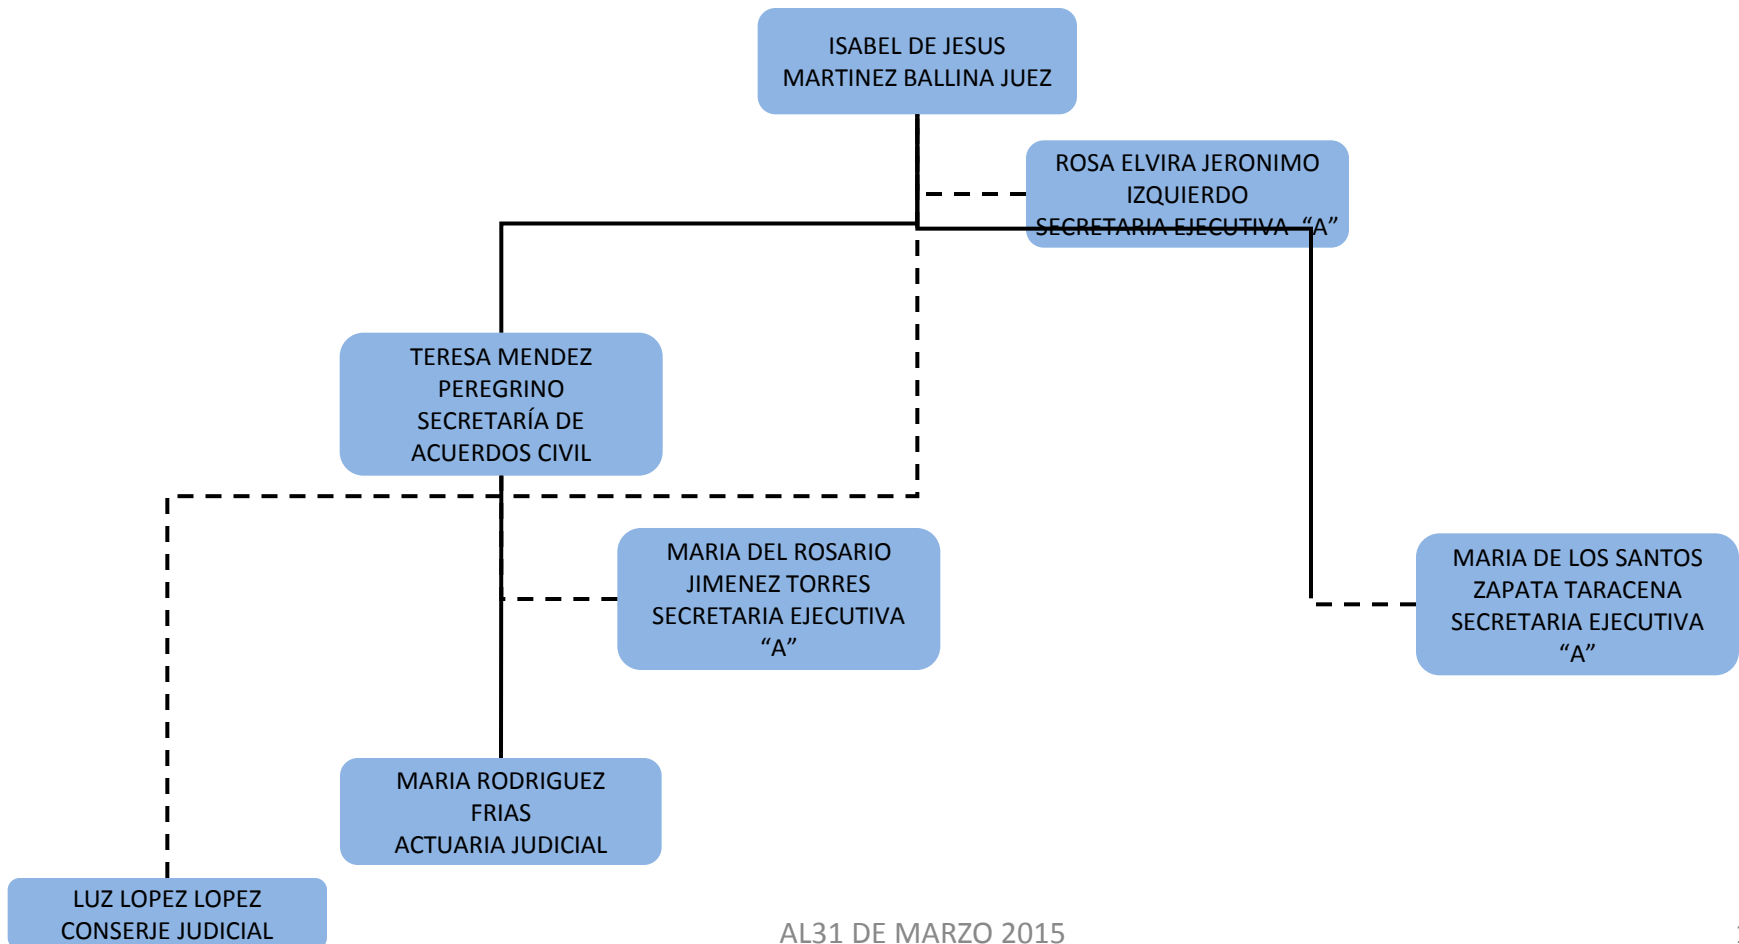 ISABEL DE JESUS
MARTINEZ BALLINA JUEZ
ROSA ELVIRA JERONIMO
IZQUIERDO
SECRETARIA EJECUTIVA “A”
TERESA MENDEZ
PEREGRINO
SECRETARÍA DE
ACUERDOS CIVIL
MARIA DEL ROSARIO
JIMENEZ TORRES
SECRETARIA EJECUTIVA
“A”
MARIA DE LOS SANTOS
ZAPATA TARACENA
SECRETARIA EJECUTIVA
“A”
MARIA RODRIGUEZ
FRIAS
ACTUARIA JUDICIAL
LUZ LOPEZ LOPEZ
CONSERJE JUDICIAL
AL31 DE MARZO 2015